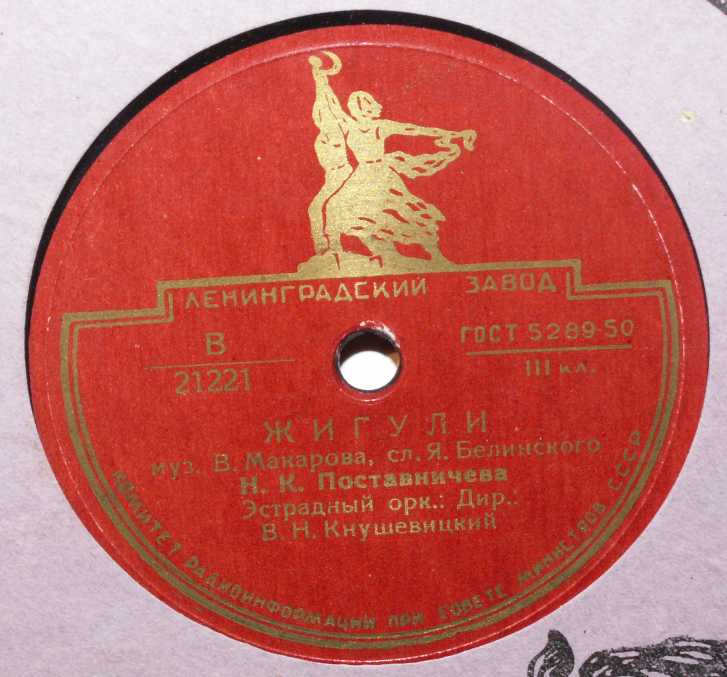 ЛЕНИНГРАДСКИЙ ЗАВОД
В
21221
ГОСТ 5289-50
III кл.
ЖИГУЛИ
муз. В. Макарова, сл. Я. Белинского
Н. К. Поставничева
Эстрадный орк.: Дир.:
В. Н. Кнушевицкий
КОМИТЕТ РАДИОИНФОРМАЦИИ ПРИ СОВЕТЕ МИНИСТРОВ СССР